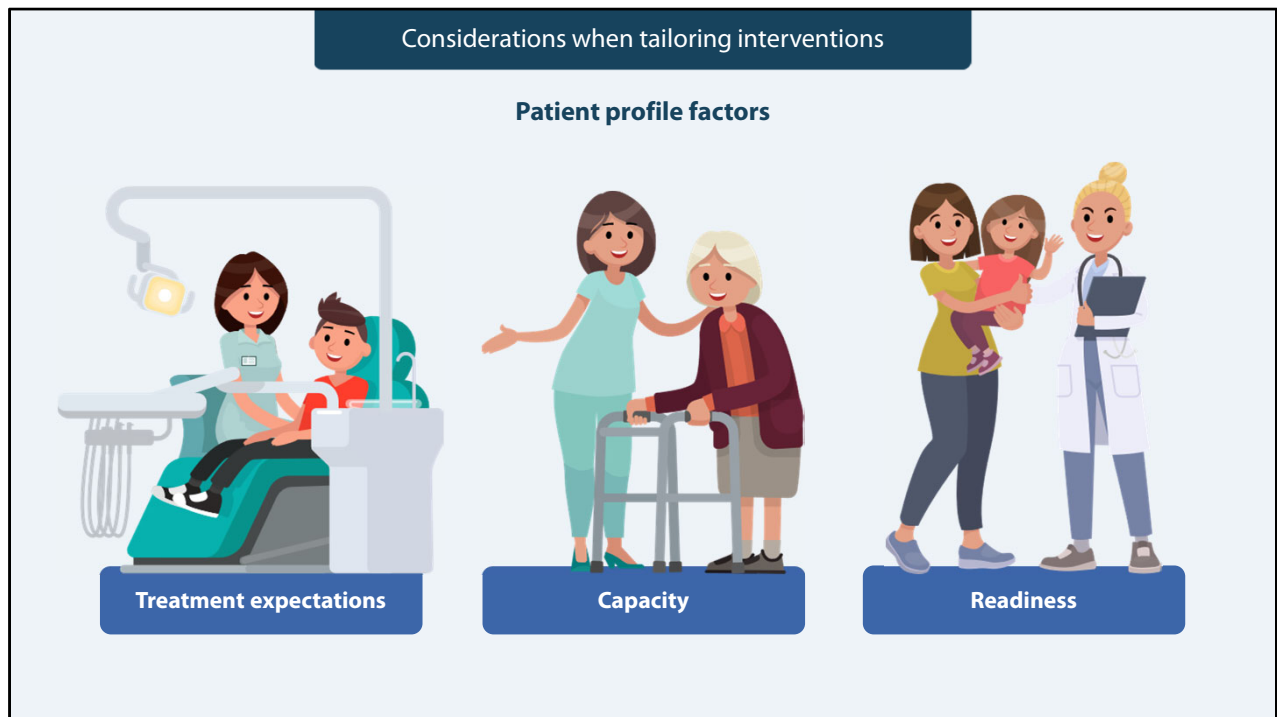 Considerations when tailoring interventions
Patient profile factors
Treatment expectations
Capacity
Readiness